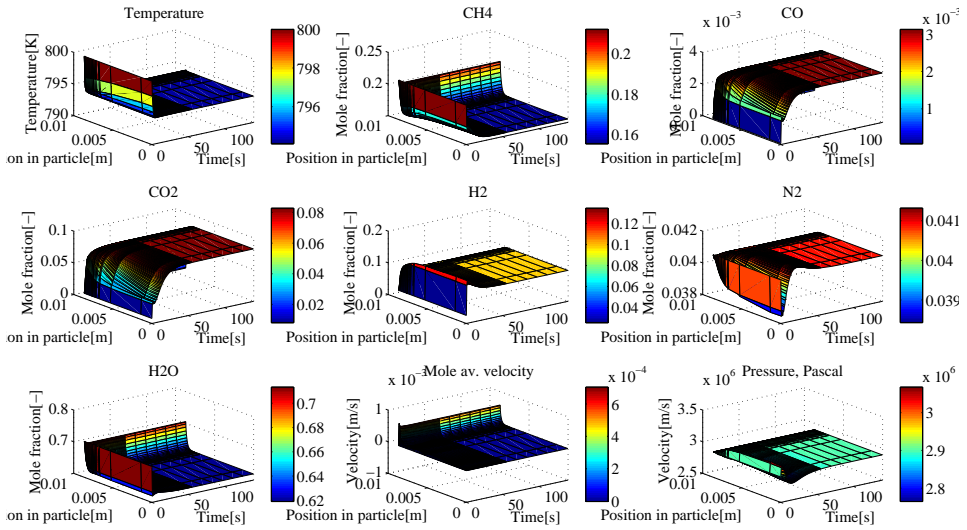 Temperature
CH4
CO
CO2
H2
N2
H2O
Mole av. velocity
Pressure, Pascal
Temperature[K]
800
795
790
0.01
0.005
0
0
50
100
on in particle[m]
Time[s]
800
798
796
Mole fraction[−]
0.25
0.2
0.01
0.005
0
0
50
100
Position in particle[m]
Time[s]
0.2
0.18
0.16
x 10⁻³
Mole fraction[−]
4
2
0
0.01
0.005
0
0
50
100
Position in particle[m]
Time[s]
x 10⁻³
3
2
1
Mole fraction[−]
0.1
0.05
0
0.01
0.005
0
0
50
100
on in particle[m]
Time[s]
0.08
0.06
0.04
0.02
Mole fraction[−]
0.2
0.1
0
0.01
0.005
0
0
50
100
Position in particle[m]
Time[s]
0.12
0.1
0.08
0.06
0.04
Mole fraction[−]
0.042
0.04
0.038
0.01
0.005
0
0
50
100
Position in particle[m]
Time[s]
0.041
0.04
0.039
Mole fraction[−]
0.8
0.7
0.01
0.005
0
0
50
100
on in particle[m]
Time[s]
0.7
0.68
0.66
0.64
0.62
x 10⁻³
Velocity[m/s]
1
0
−1
0.01
0.005
0
0
50
100
Position in particle[m]
Time[s]
x 10⁻⁴
6
4
2
0
x 10⁶
Velocity[m/s]
3.5
3
2.5
0.01
0.005
0
0
50
100
Position in particle[m]
Time[s]
x 10⁶
3
2.9
2.8